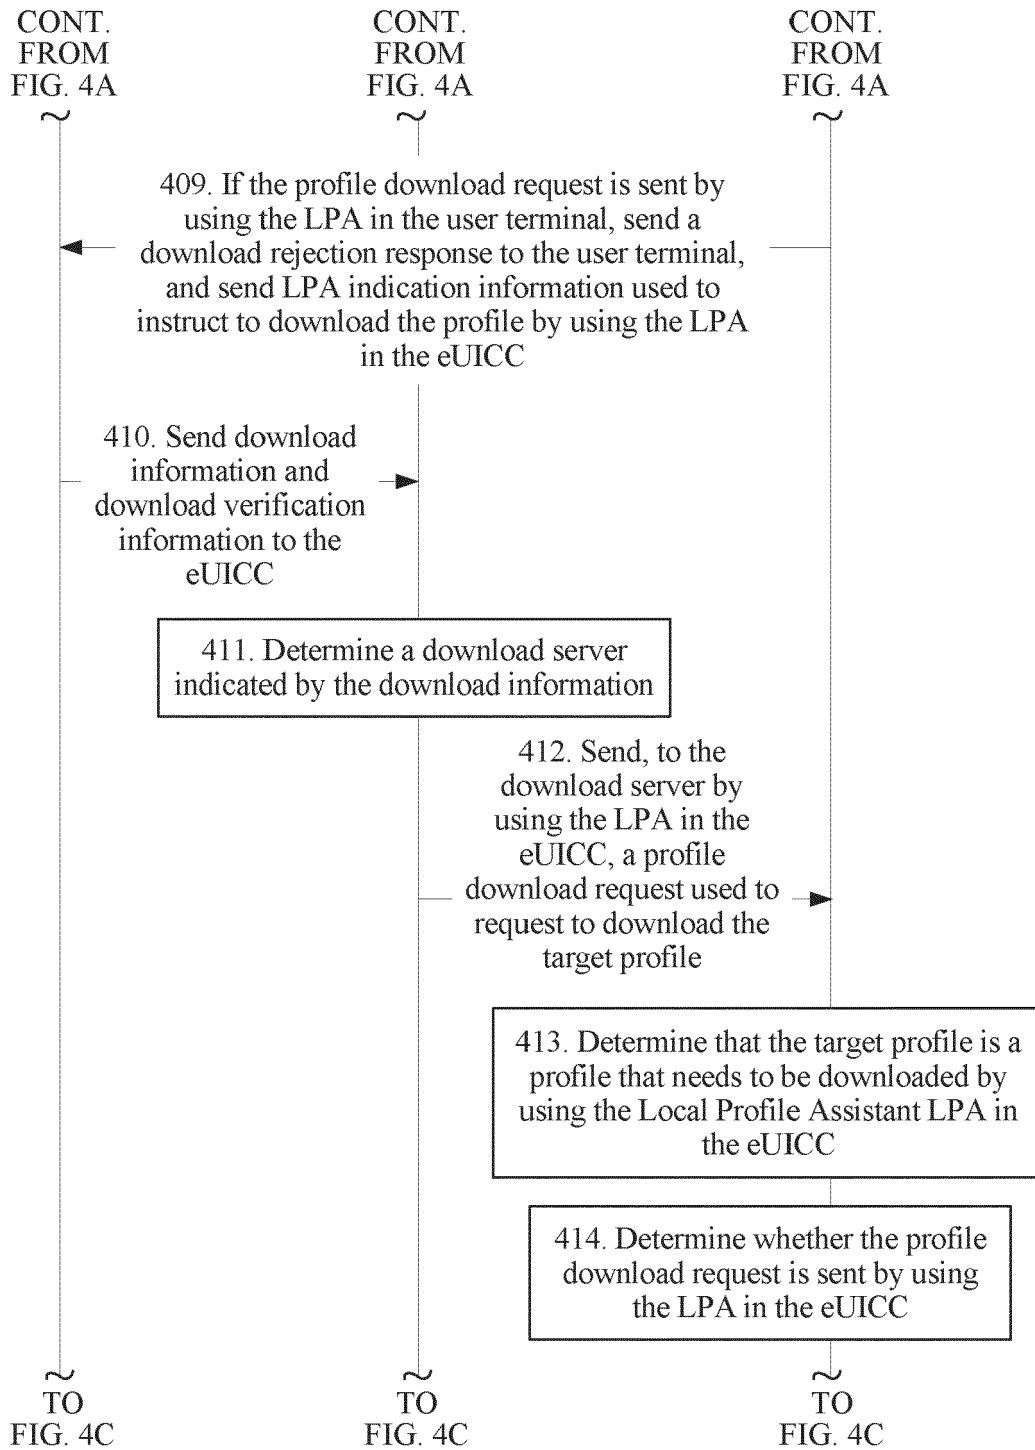 CONT.
FROM
FIG. 4A
CONT.
FROM
FIG. 4A
CONT.
FROM
FIG. 4A
409. If the profile download request is sent by
using the LPA in the user terminal, send a
download rejection response to the user terminal,
and send LPA indication information used to
instruct to download the profile by using the LPA
in the eUICC
410. Send download
information and
download verification
information to the
eUICC
411. Determine a download server
indicated by the download information
412. Send, to the
download server by
using the LPA in the
eUICC, a profile
download request used to
request to download the
target profile
413. Determine that the target profile is a
profile that needs to be downloaded by
using the Local Profile Assistant LPA in
the eUICC
414. Determine whether the profile
download request is sent by using
the LPA in the eUICC
TO
FIG. 4C
TO
FIG. 4C
TO
FIG. 4C